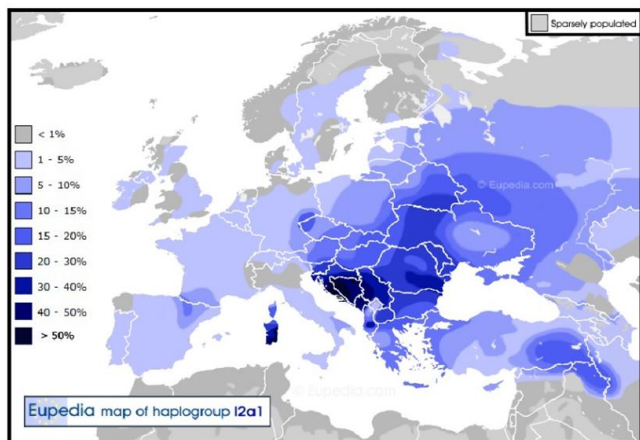 Sparsely populated
< 1%
1 - 5%
5 - 10%
10 - 15%
15 - 20%
20 - 30%
30 - 40%
40 - 50%
> 50%
© Eupedia.com
© Eupedia.com
Eupedia map of haplogroup I2a1